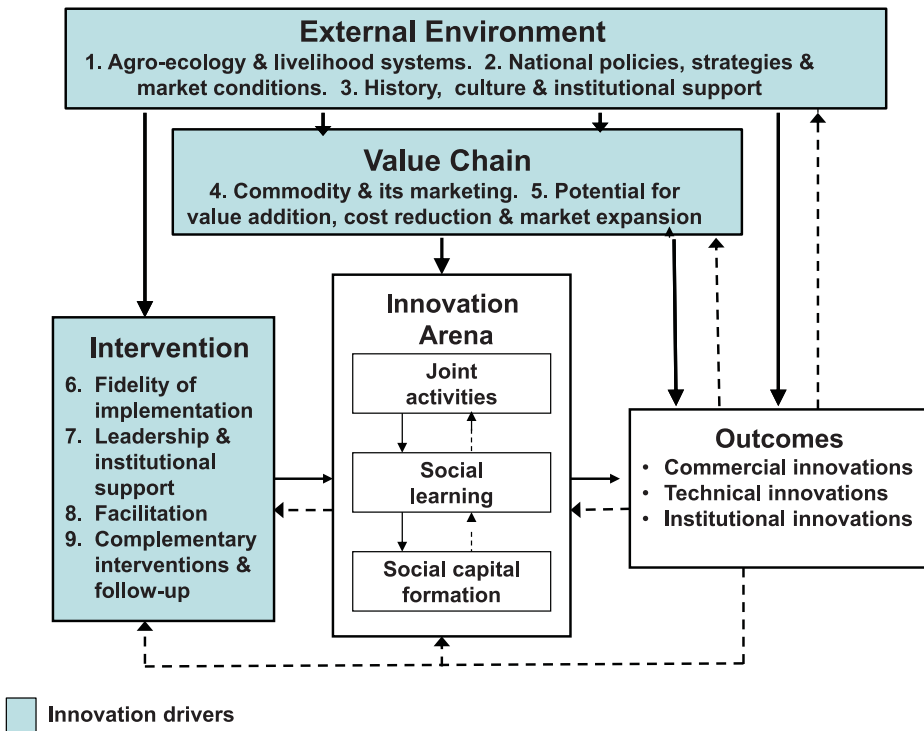 External Environment
1. Agro-ecology & livelihood systems. 2. National policies, strategies &
market conditions. 3. History, culture & institutional support
Value Chain
4. Commodity & its marketing. 5. Potential for
value addition, cost reduction & market expansion
Intervention
6. Fidelity of
implementation
7. Leadership &
institutional
support
8. Facilitation
9. Complementary
interventions &
follow-up
Innovation
Arena
Joint
activities
Social
learning
Social capital
formation
Outcomes
• Commercial innovations
• Technical innovations
• Institutional innovations
Innovation drivers